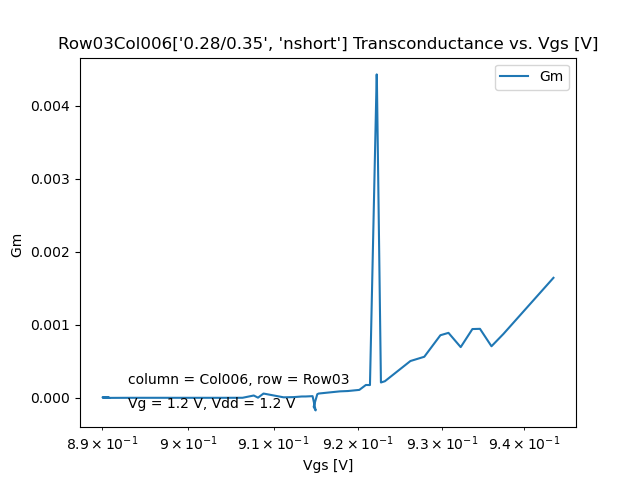 Row03Col006['0.28/0.35', 'nshort'] Transconductance vs. Vgs [V]
Gm
0.004
0.003
0.002
0.001
0.000
Gm
column = Col006, row = Row03
Vg = 1.2 V, Vdd = 1.2 V
8.9 × 10⁻¹ 9 × 10⁻¹ 9.1 × 10⁻¹ 9.2 × 10⁻¹ 9.3 × 10⁻¹ 9.4 × 10⁻¹
Vgs [V]